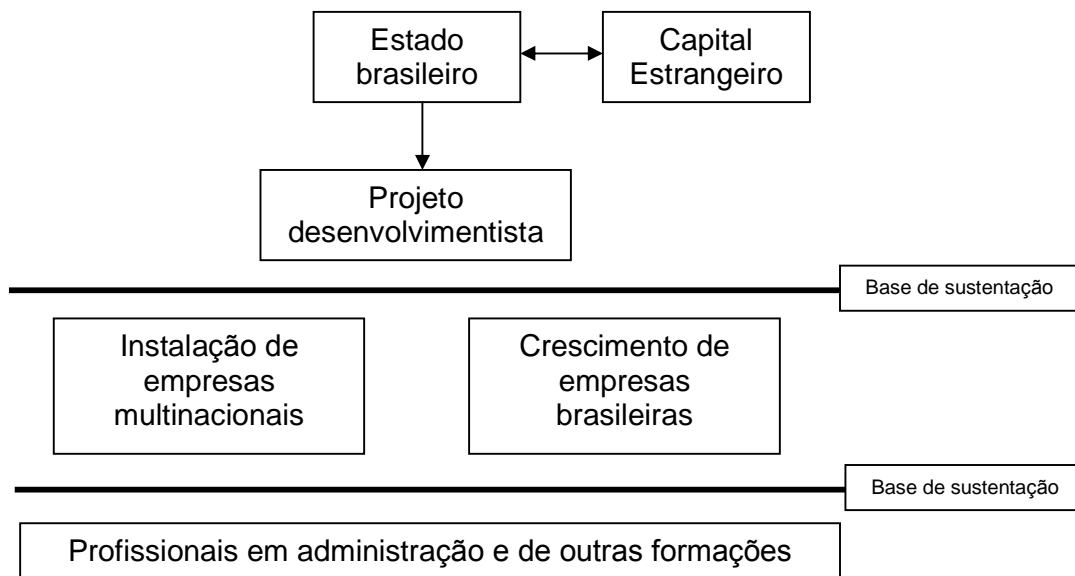 Estado
brasileiro
Capital
Estrangeiro
Projeto
desenvolvimentista
Base de sustentação
Instalação de
empresas
multinacionais
Crescimento de
empresas
brasileiras
Base de sustentação
Profissionais em administração e de outras formações